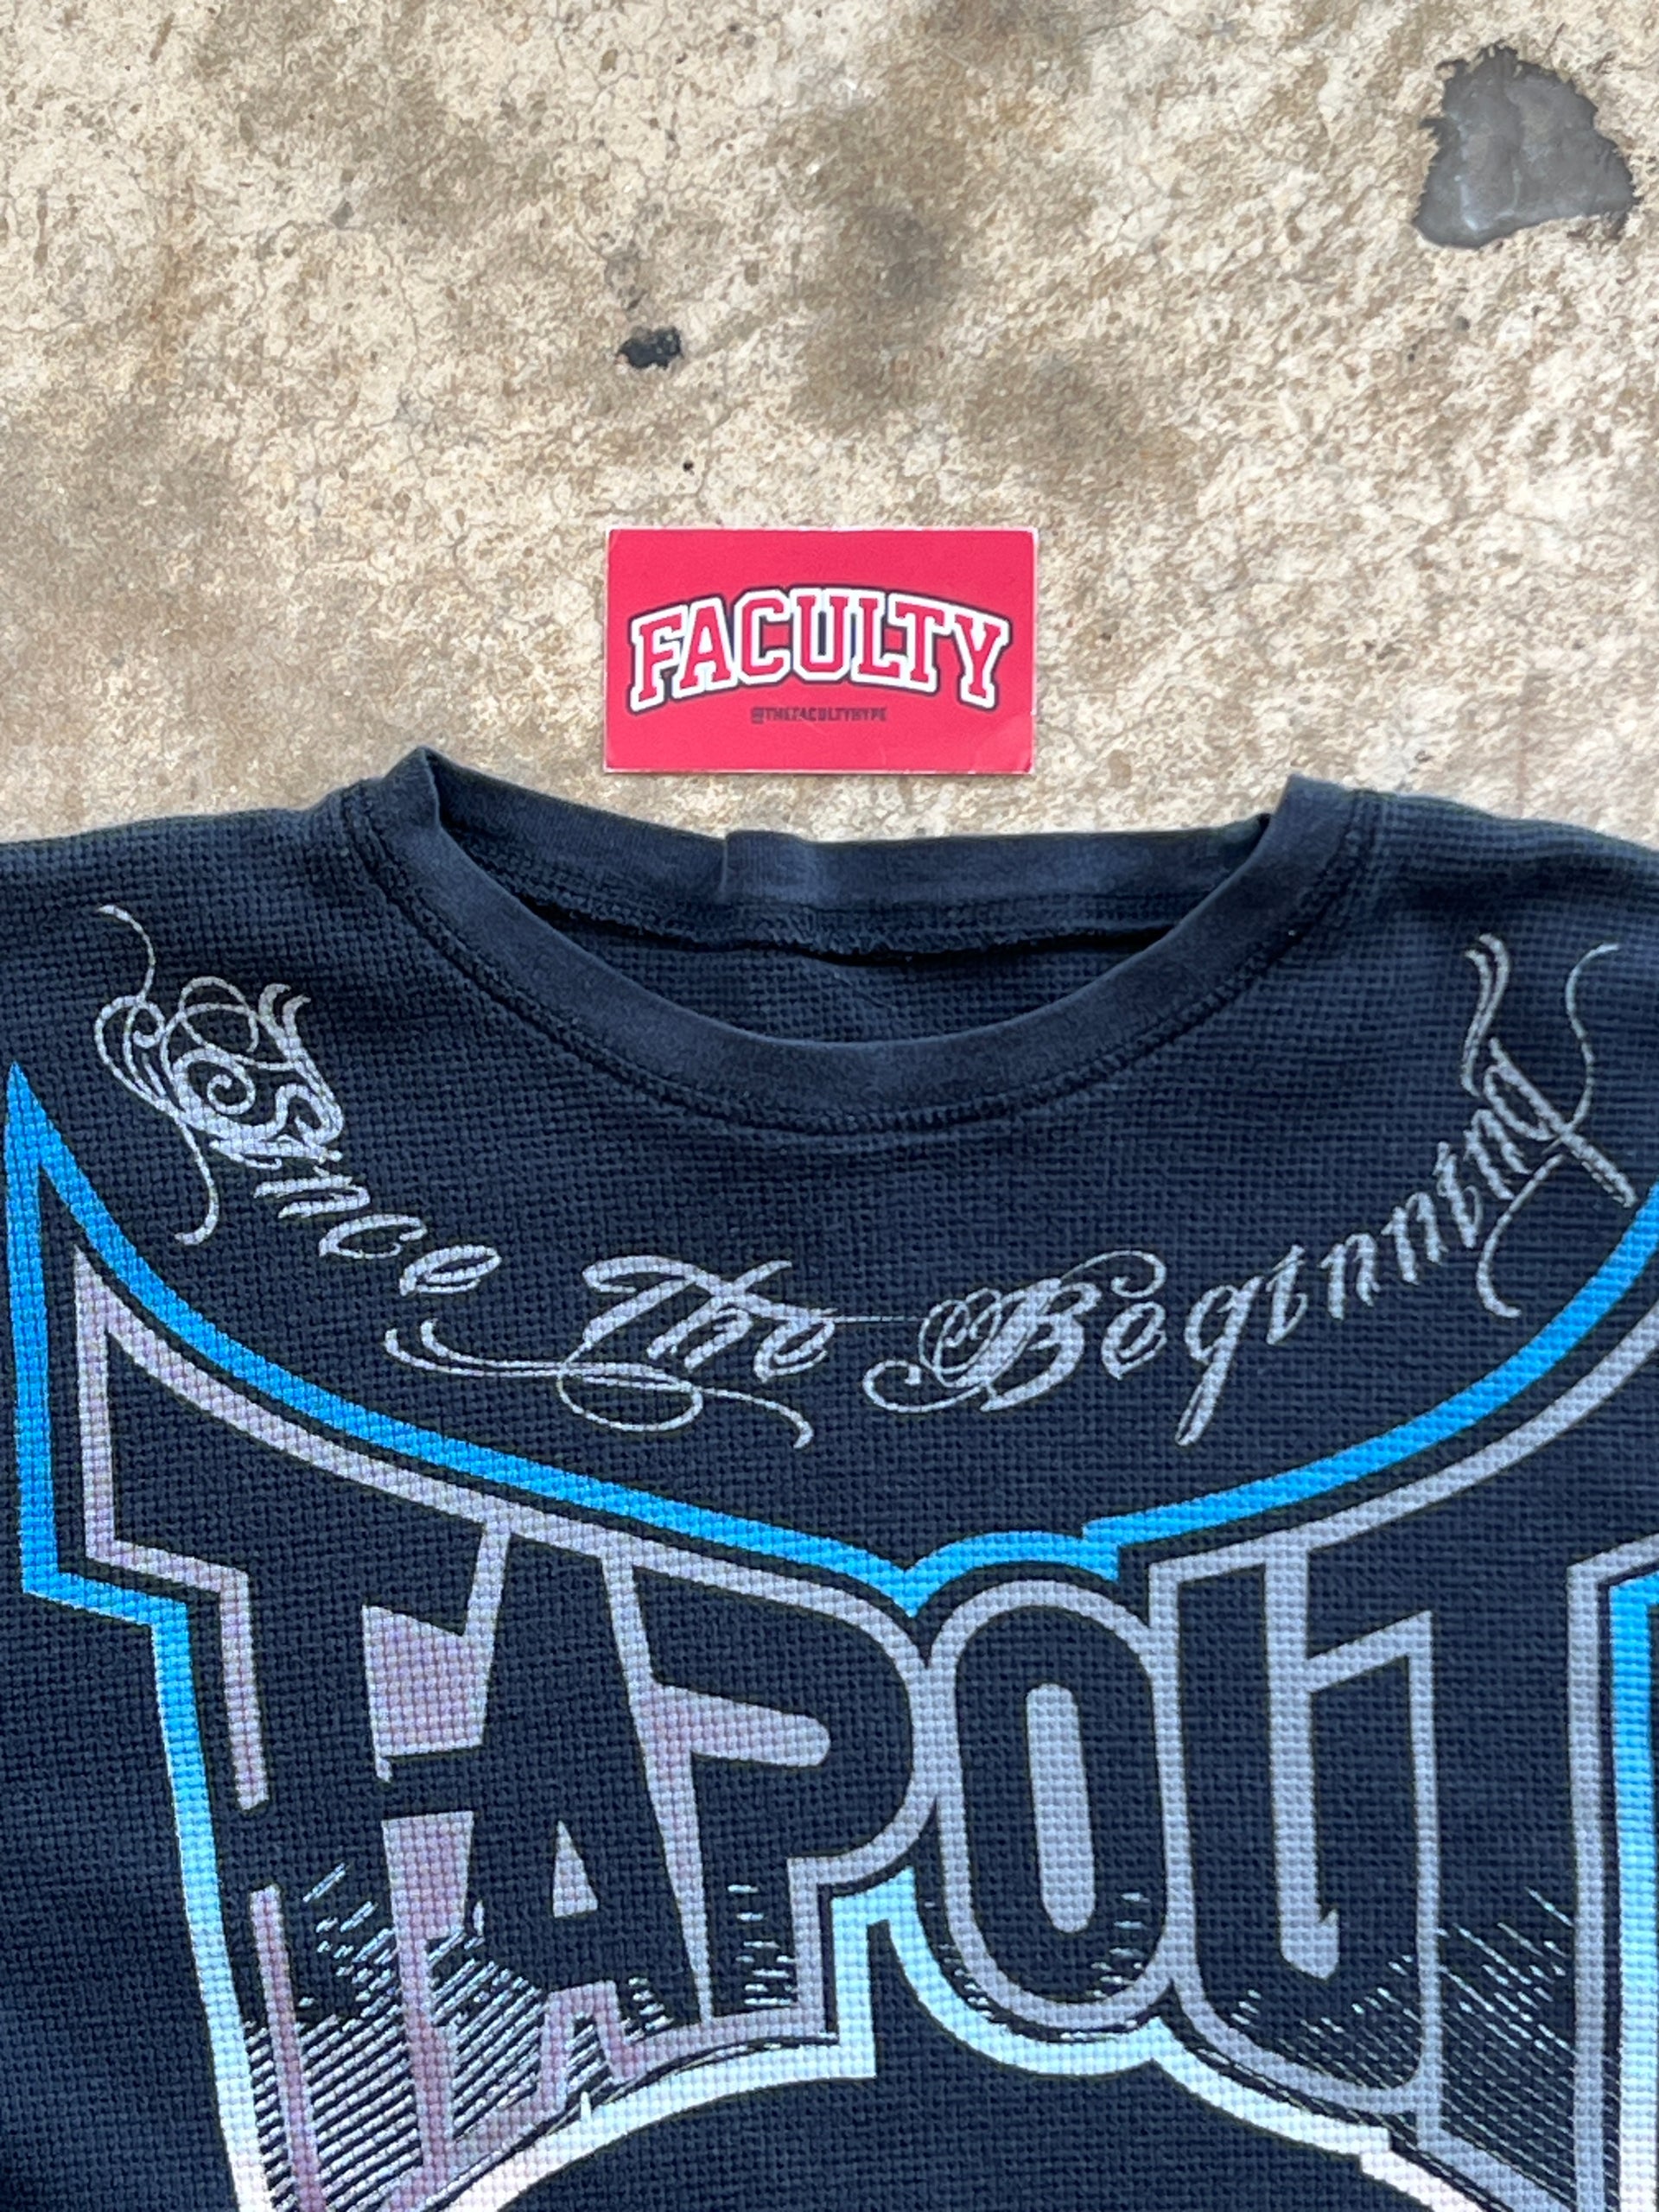 FACULTY
@THEFACULTYHYPE
Since The Beginning
TAPOUT